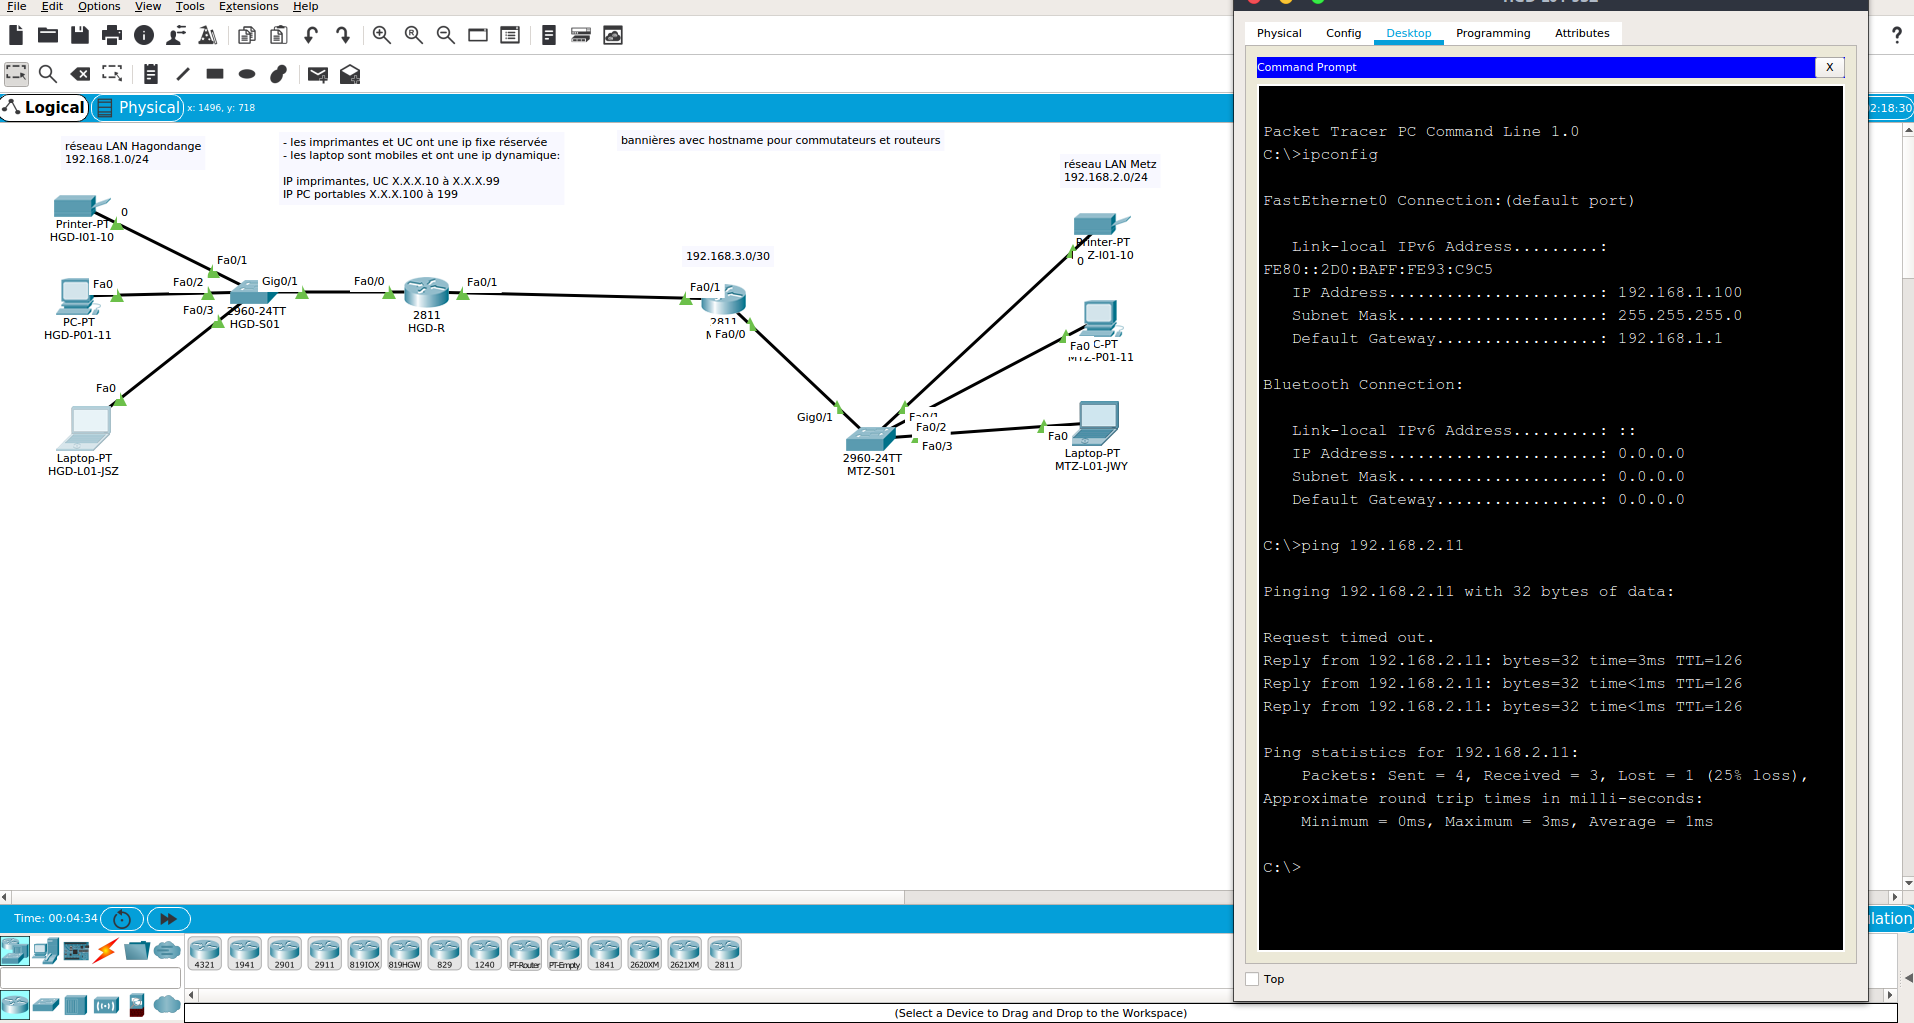 File Edit Options View Tools Extensions Help
Logical
Physical
x: 1496, y: 718
2:18:30
réseau LAN Hagondange
192.168.1.0/24
- les imprimantes et UC ont une ip fixe réservée
- les laptop sont mobiles et ont une ip dynamique:
IP imprimantes, UC X.X.X.10 à X.X.X.99
IP PC portables X.X.X.100 à 199
bannières avec hostname pour commutateurs et routeurs
réseau LAN Metz
192.168.2.0/24
0
Printer-PT
HGD-I01-10
Fa0/1
Fa0
Fa0/2
Gig0/1
Fa0/3
PC-PT
HGD-P01-11
2960-24TT
HGD-S01
Fa0/0
Fa0/1
2811
HGD-R
Fa0
Laptop-PT
HGD-L01-JSZ
192.168.3.0/30
Fa0/1
2811
Fa0/0
Printer-PT
Z-I01-10
0
Fa0
C-PT
MTZ-P01-11
Gig0/1
Fa0/1
Fa0/2
Fa0/3
2960-24TT
MTZ-S01
Fa0
Laptop-PT
MTZ-L01-JWY
Time: 00:04:34
lation
4321
1941
2901
2911
819IOX
819HGW
829
1240
PT-Router
PT-Empty
1841
2620XM
2621XM
2811
(Select a Device to Drag and Drop to the Workspace)
HGD-L01-JSZ
Physical Config Desktop Programming Attributes
Command Prompt
X
Packet Tracer PC Command Line 1.0
C:\>ipconfig
FastEthernet0 Connection:(default port)
Link-local IPv6 Address.........:
FE80::2D0:BAFF:FE93:C9C5
IP Address......................: 192.168.1.100
Subnet Mask.....................: 255.255.255.0
Default Gateway.................: 192.168.1.1
Bluetooth Connection:
Link-local IPv6 Address.........: ::
IP Address......................: 0.0.0.0
Subnet Mask.....................: 0.0.0.0
Default Gateway.................: 0.0.0.0
C:\>ping 192.168.2.11
Pinging 192.168.2.11 with 32 bytes of data:
Request timed out.
Reply from 192.168.2.11: bytes=32 time=3ms TTL=126
Reply from 192.168.2.11: bytes=32 time<1ms TTL=126
Reply from 192.168.2.11: bytes=32 time<1ms TTL=126
Ping statistics for 192.168.2.11:
Packets: Sent = 4, Received = 3, Lost = 1 (25% loss),
Approximate round trip times in milli-seconds:
Minimum = 0ms, Maximum = 3ms, Average = 1ms
C:\>
Top